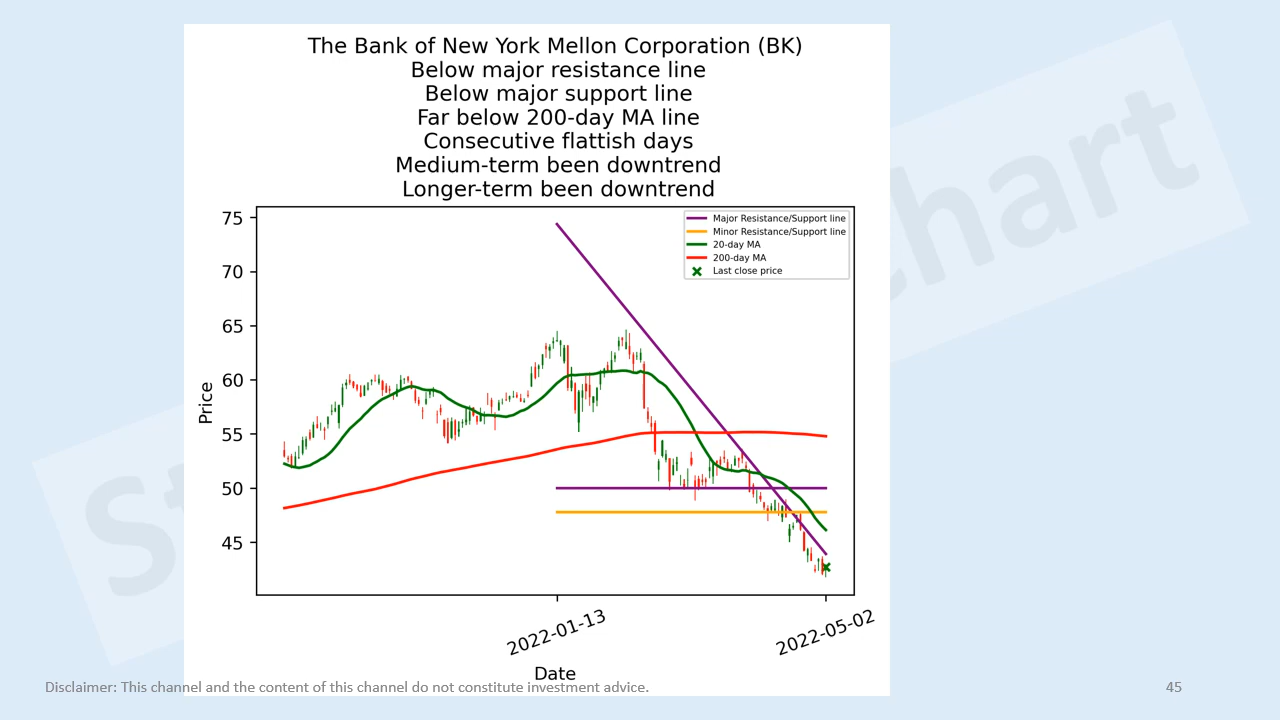 The Bank of New York Mellon Corporation (BK)
Below major resistance line
Below major support line
Far below 200-day MA line
Consecutive flattish days
Medium-term been downtrend
Longer-term been downtrend
75
70
65
60
55
50
45
Price
Major Resistance/Support line
Minor Resistance/Support line
20-day MA
200-day MA
Last close price
2022-01-13
2022-05-02
Date
Disclaimer: This channel and the content of this channel do not constitute investment advice.
45